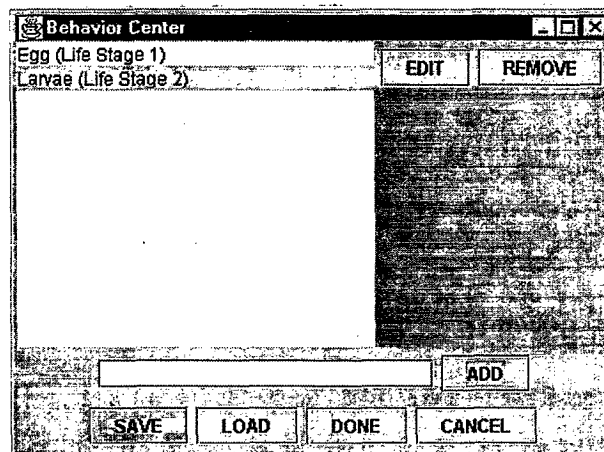 Behavior Center
Egg (Life Stage 1)
Larvae (Life Stage 2)
EDIT REMOVE
ADD
SAVE LOAD DONE CANCEL